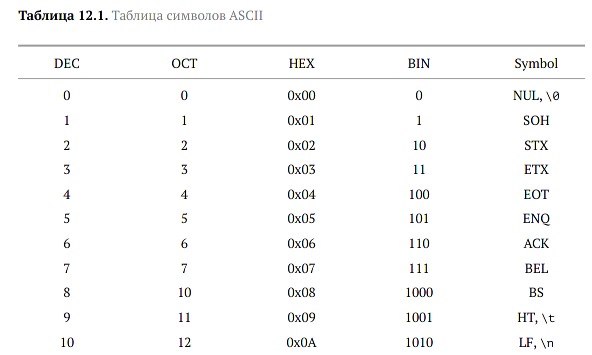 Таблица 12.1. Таблица символов ASCII
DEC OCT HEX BIN Symbol
0 0 0x00 0 NUL, \0
1 1 0x01 1 SOH
2 2 0x02 10 STX
3 3 0x03 11 ETX
4 4 0x04 100 EOT
5 5 0x05 101 ENQ
6 6 0x06 110 ACK
7 7 0x07 111 BEL
8 10 0x08 1000 BS
9 11 0x09 1001 HT, \t
10 12 0x0A 1010 LF, \n